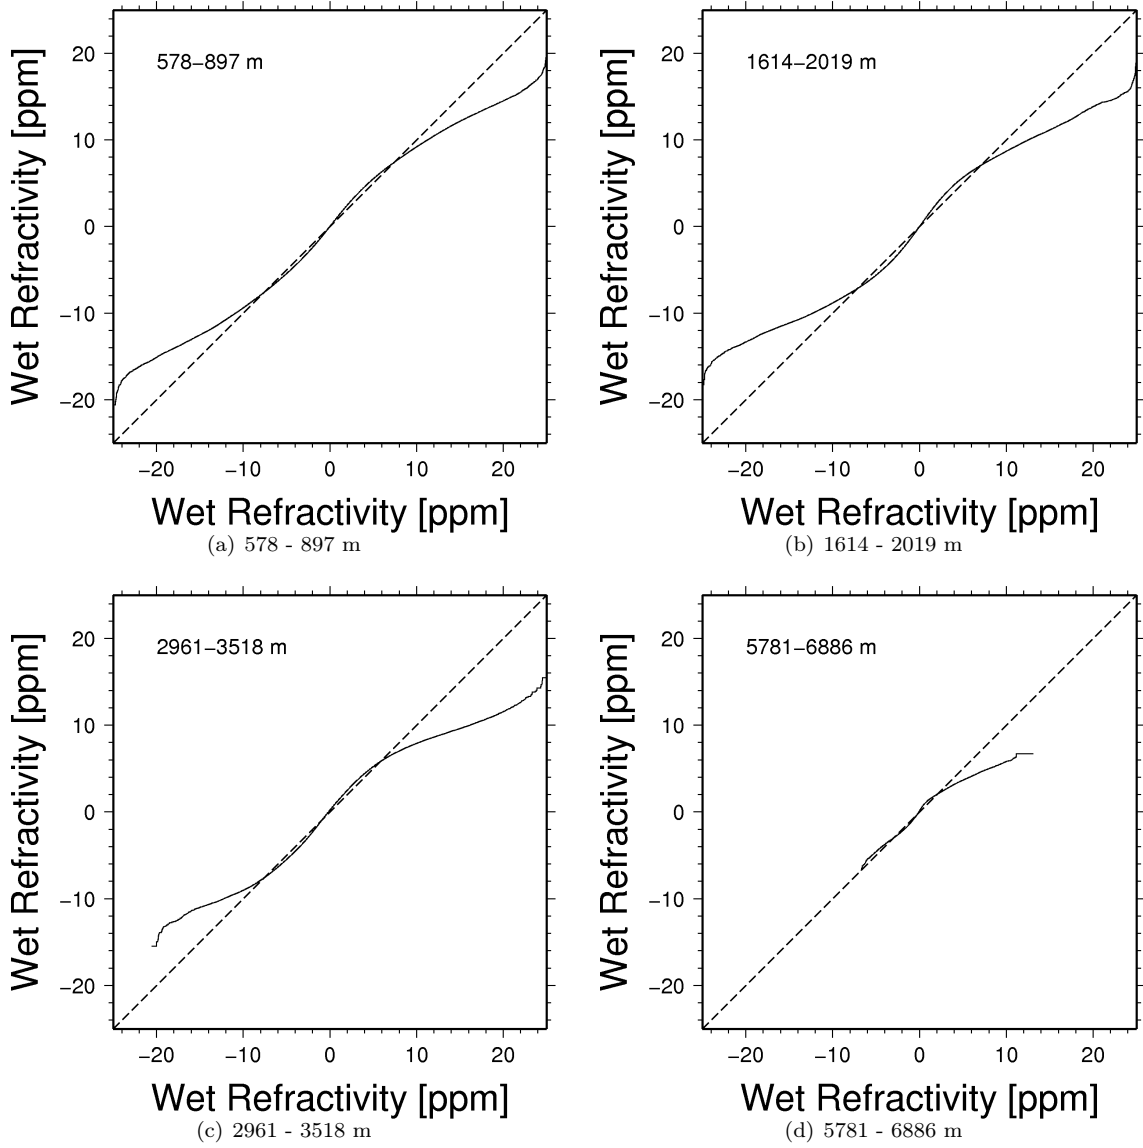 Wet Refractivity [ppm]
20
10
0
−10
−20
578−897 m
−20 −10 0 10 20
Wet Refractivity [ppm]
(a) 578 - 897 m
Wet Refractivity [ppm]
20
10
0
−10
−20
1614−2019 m
−20 −10 0 10 20
Wet Refractivity [ppm]
(b) 1614 - 2019 m
Wet Refractivity [ppm]
20
10
0
−10
−20
2961−3518 m
−20 −10 0 10 20
Wet Refractivity [ppm]
(c) 2961 - 3518 m
Wet Refractivity [ppm]
20
10
0
−10
−20
5781−6886 m
−20 −10 0 10 20
Wet Refractivity [ppm]
(d) 5781 - 6886 m